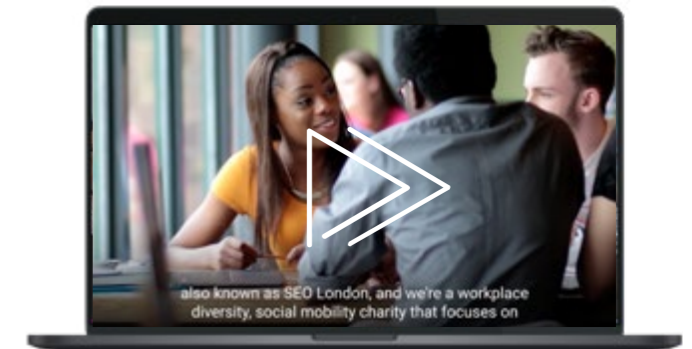 also known as SEO London, and we're a workplace
diversity, social mobility charity that focuses on